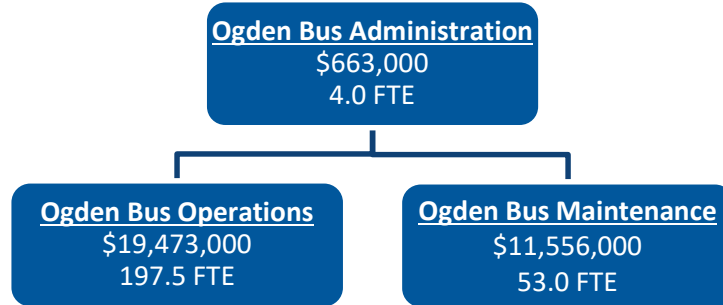 Ogden Bus Administration
$663,000
4.0 FTE
Ogden Bus Operations
$19,473,000
197.5 FTE
Ogden Bus Maintenance
$11,556,000
53.0 FTE